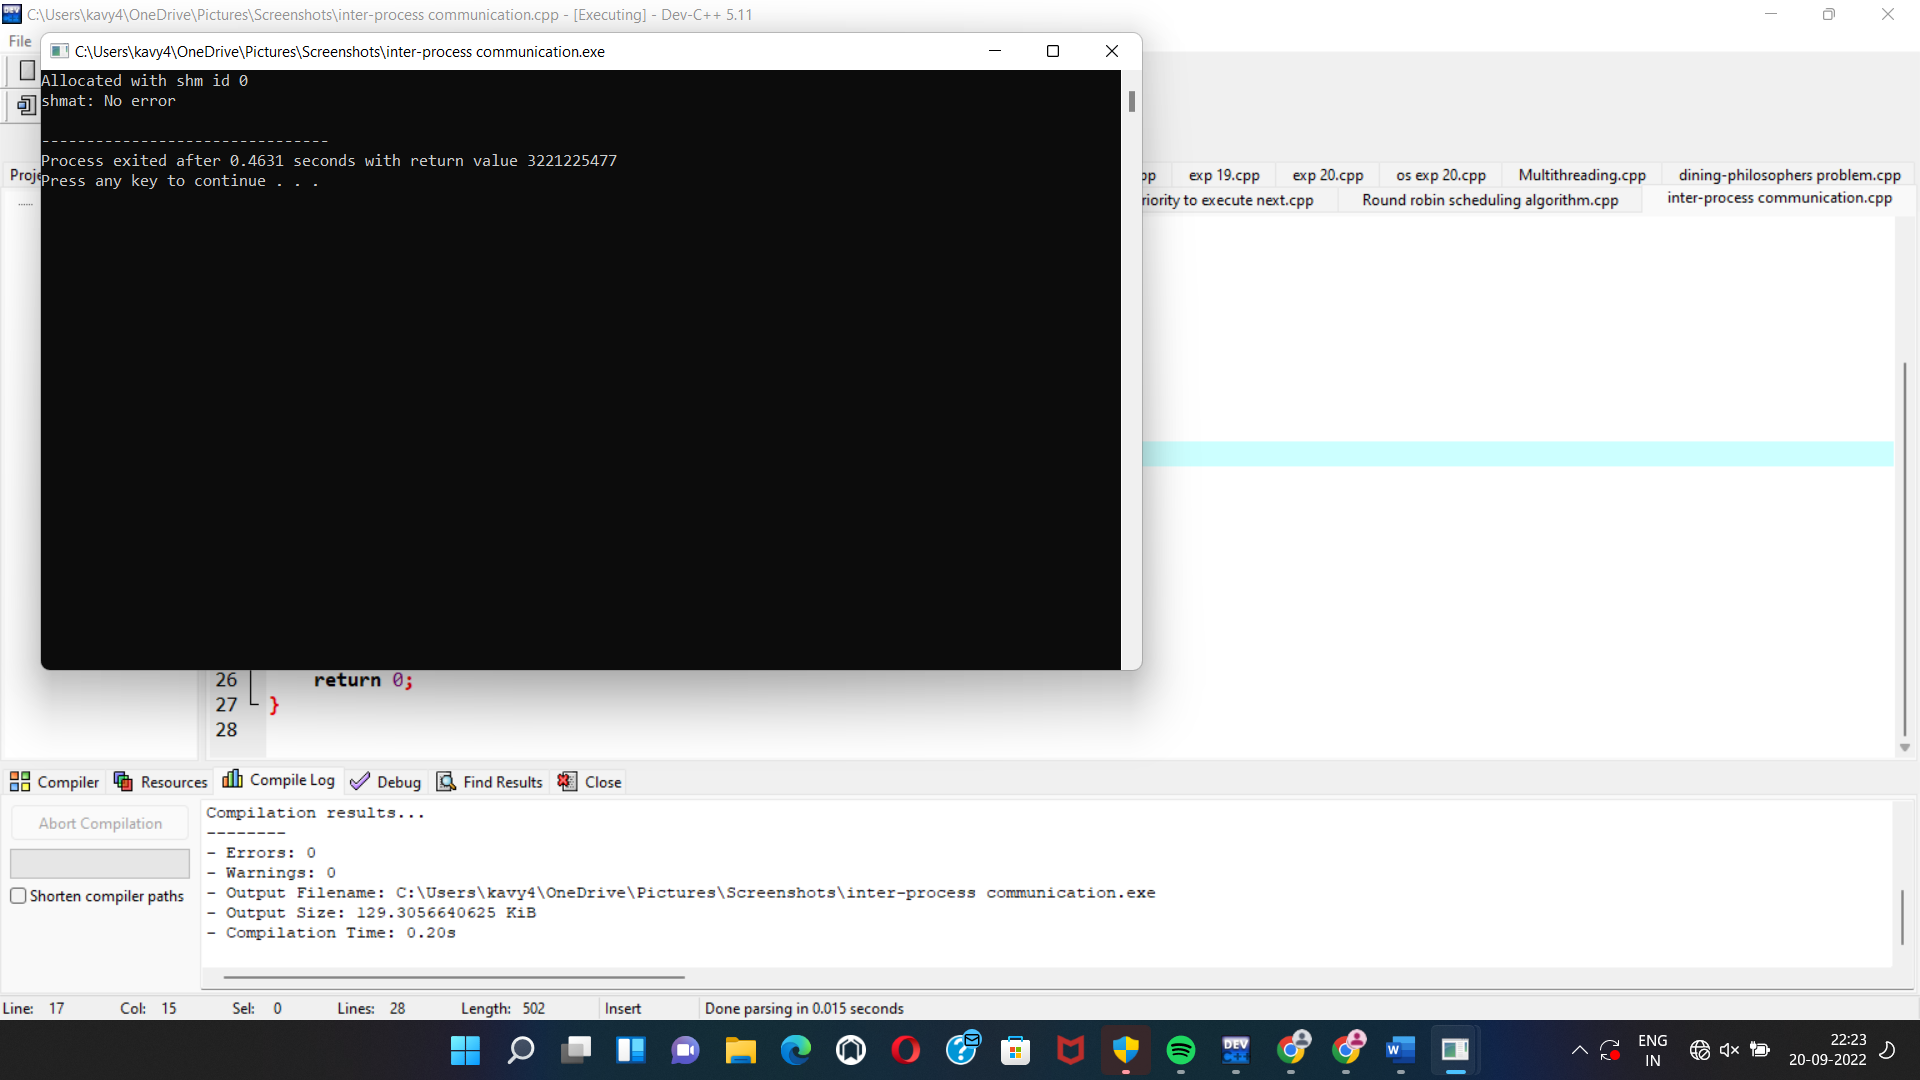 C:\Users\kavy4\OneDrive\Pictures\Screenshots\inter-process communication.cpp - [Executing] - Dev-C++ 5.11
File
C:\Users\kavy4\OneDrive\Pictures\Screenshots\inter-process communication.exe
Allocated with shm id 0
shmat: No error
--------------------------------
Process exited after 0.4631 seconds with return value 3221225477
Press any key to continue . . .
Proje
pp exp 19.cpp exp 20.cpp os exp 20.cpp Multithreading.cpp dining-philosophers problem.cpp
riority to execute next.cpp Round robin scheduling algorithm.cpp inter-process communication.cpp
26 return 0;
27 }
28
Compiler Resources Compile Log Debug Find Results Close
Abort Compilation
Shorten compiler paths
Compilation results...
--------
- Errors: 0
- Warnings: 0
- Output Filename: C:\Users\kavy4\OneDrive\Pictures\Screenshots\inter-process communication.exe
- Output Size: 129.3056640625 KiB
- Compilation Time: 0.20s
Line: 17 Col: 15 Sel: 0 Lines: 28 Length: 502 Insert Done parsing in 0.015 seconds
DEV C++
ENG
IN
22:23
20-09-2022